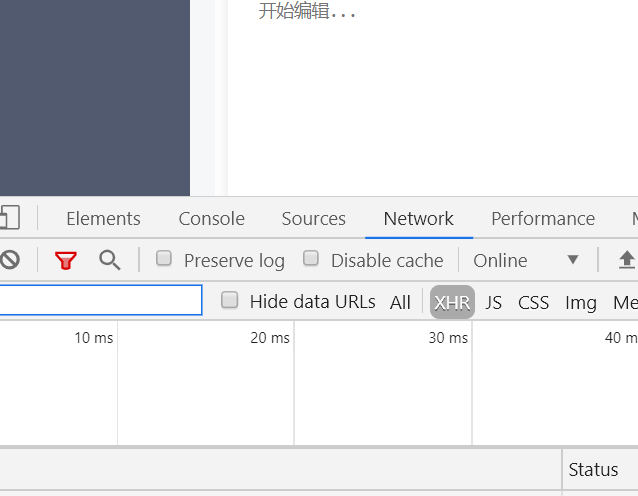 开始编辑...
Elements Console Sources Network Performance M
Preserve log Disable cache Online
Hide data URLs All XHR JS CSS Img Me
10 ms 20 ms 30 ms 40 m
Status